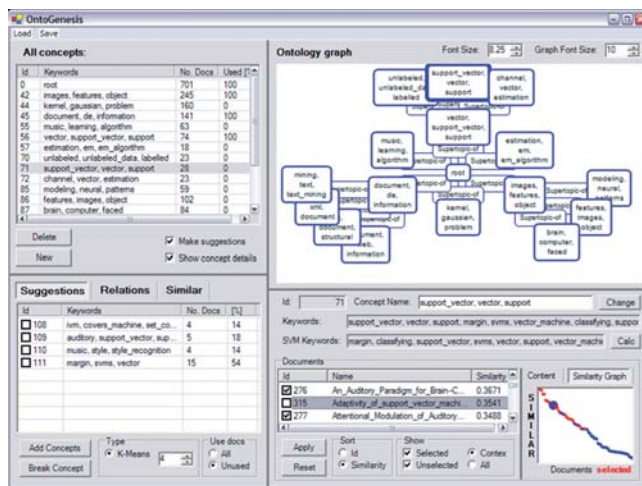 OntoGenesis
Load Save
All concepts:
Id Keywords No. Docs Used [%
0 root 701 100
42 images, features, object 245 100
44 kernel, gaussian, problem 160 0
45 document, de, information 141 100
55 music, learning, algorithm 63 0
56 vector, support_vector, support 74 100
57 estimation, em, em_algorithm 18 0
70 unlabeled, unlabeled_data, labelled 23 0
71 support_vector, vector, support 28 0
72 channel, vector, estimation 23 0
85 modeling, neural, patterns 59 0
86 features, images, object 102 0
87 brain, computer, faced 84 0
Delete
New
Make suggestions
Show concept details
Ontology graph
Font Size: 8.25
Graph Font Size: 10
unlabeled,
unlabeled_da
labelled
support_vector,
vector,
support
channel,
vector,
estimation
vector,
support_vector,
support
music,
learning,
algorithm
estimation,
em,
em_algorithm
Supertopic-of
Supertopic-of
root
mining,
text,
text_mining
xml,
document
document,
structural
document,
de,
information
web,
information
kernel,
gaussian,
problem
images,
features,
object
modeling,
neural,
patterns
features,
images,
object
brain,
computer,
faced
Suggestions Relations Similar
Id Keywords No. Docs [%]
108 ivm, covers_machine, set_co... 4 14
109 auditory, support_vector, sup... 5 18
110 music, style, style_recognition 4 14
111 margin, svms, vector 15 54
Add Concepts
Break Concept
Type
K-Means 4
Use docs
All
Unused
Id: 71 Concept Name: support_vector, vector, support Change
Keywords: support_vector, vector, support, margin, svms, vector_machine, classifying, suppor
SVM Keywords: margin, classifying, support_vector, svms, vector, support, vector_machi Calc
Documents
Id Name Similarity
276 An_Auditory_Paradigm_for_Brain-C... 0.3671
315 Adaptivity_of_support_vector_machi... 0.3541
277 Attentional_Modulation_of_Auditory... 0.3488
Apply
Reset
Sort
Id
Similarity
Show
Selected
Unselected
Contex
All
Content Similarity Graph
SIMILAR
Documents selected